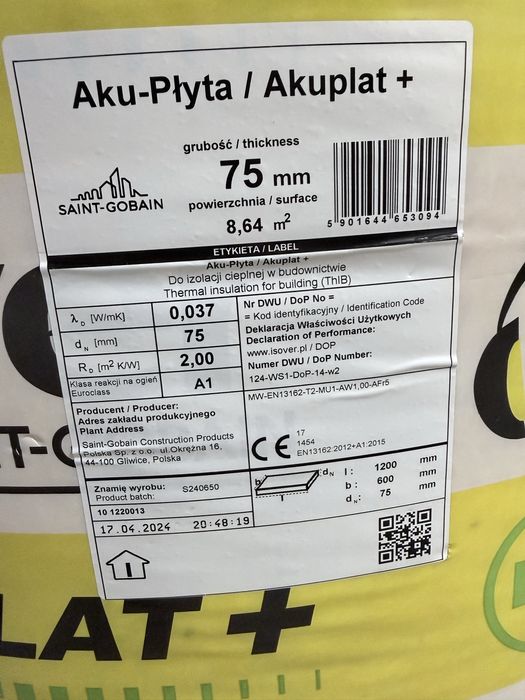 Aku-Płyta / Akuplat +
grubość / thickness
75 mm
powierzchnia / surface
8,64 m²
SAINT-GOBAIN
5 901644 653094
ETYKIETA / LABEL
Aku-Płyta / Akuplat +
Do izolacji cieplnej w budownictwie
Thermal insulation for building (ThIB)
λD [W/mK] 0,037
dN [mm] 75
RD [m² K/W] 2,00
Klasa reakcji na ogień
Euroclass
A1
Nr DWU / DoP No =
= Kod identyfikacyjny / Identification Code
Deklaracja Właściwości Użytkowych
Declaration of Performance:
www.isover.pl / DOP
Numer DWU / DoP Number:
124-WS1-DoP-14-w2
MW-EN13162-T2-MU1-AW1,00-AFr5
Producent / Producer:
Adres zakładu produkcyjnego
Plant Address
Saint-Gobain Construction Products
Polska Sp. z o.o. ul.Okrężna 16,
44-100 Gliwice, Polska
CE
17
1454
EN13162:2012+A1:2015
Znamię wyrobu:
Product batch:
S240650
10 1220013
17.04.2024 20:48:19
b
l
dN
l : 1200 mm
b : 600 mm
dN: 75 mm
NT-G
LAT+